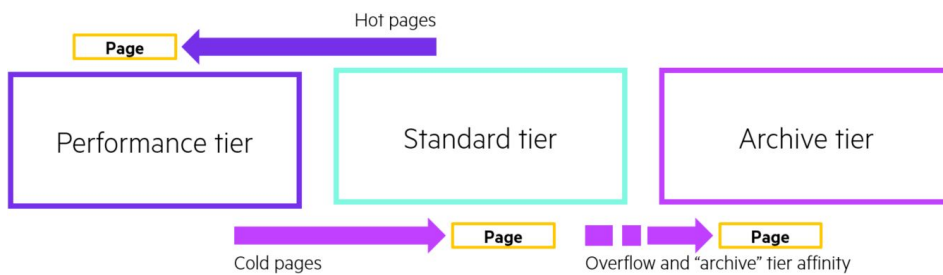 Hot pages
Page
Performance tier
Standard tier
Archive tier
Page
Page
Cold pages
Overflow and “archive” tier affinity